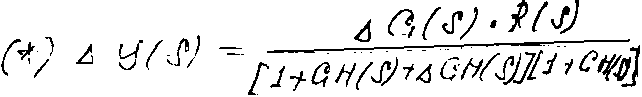 (*) Δ Y(S) = ΔG(S)·R(S) / [1+GH(S)+ΔGH(S)][1+GH(S)]